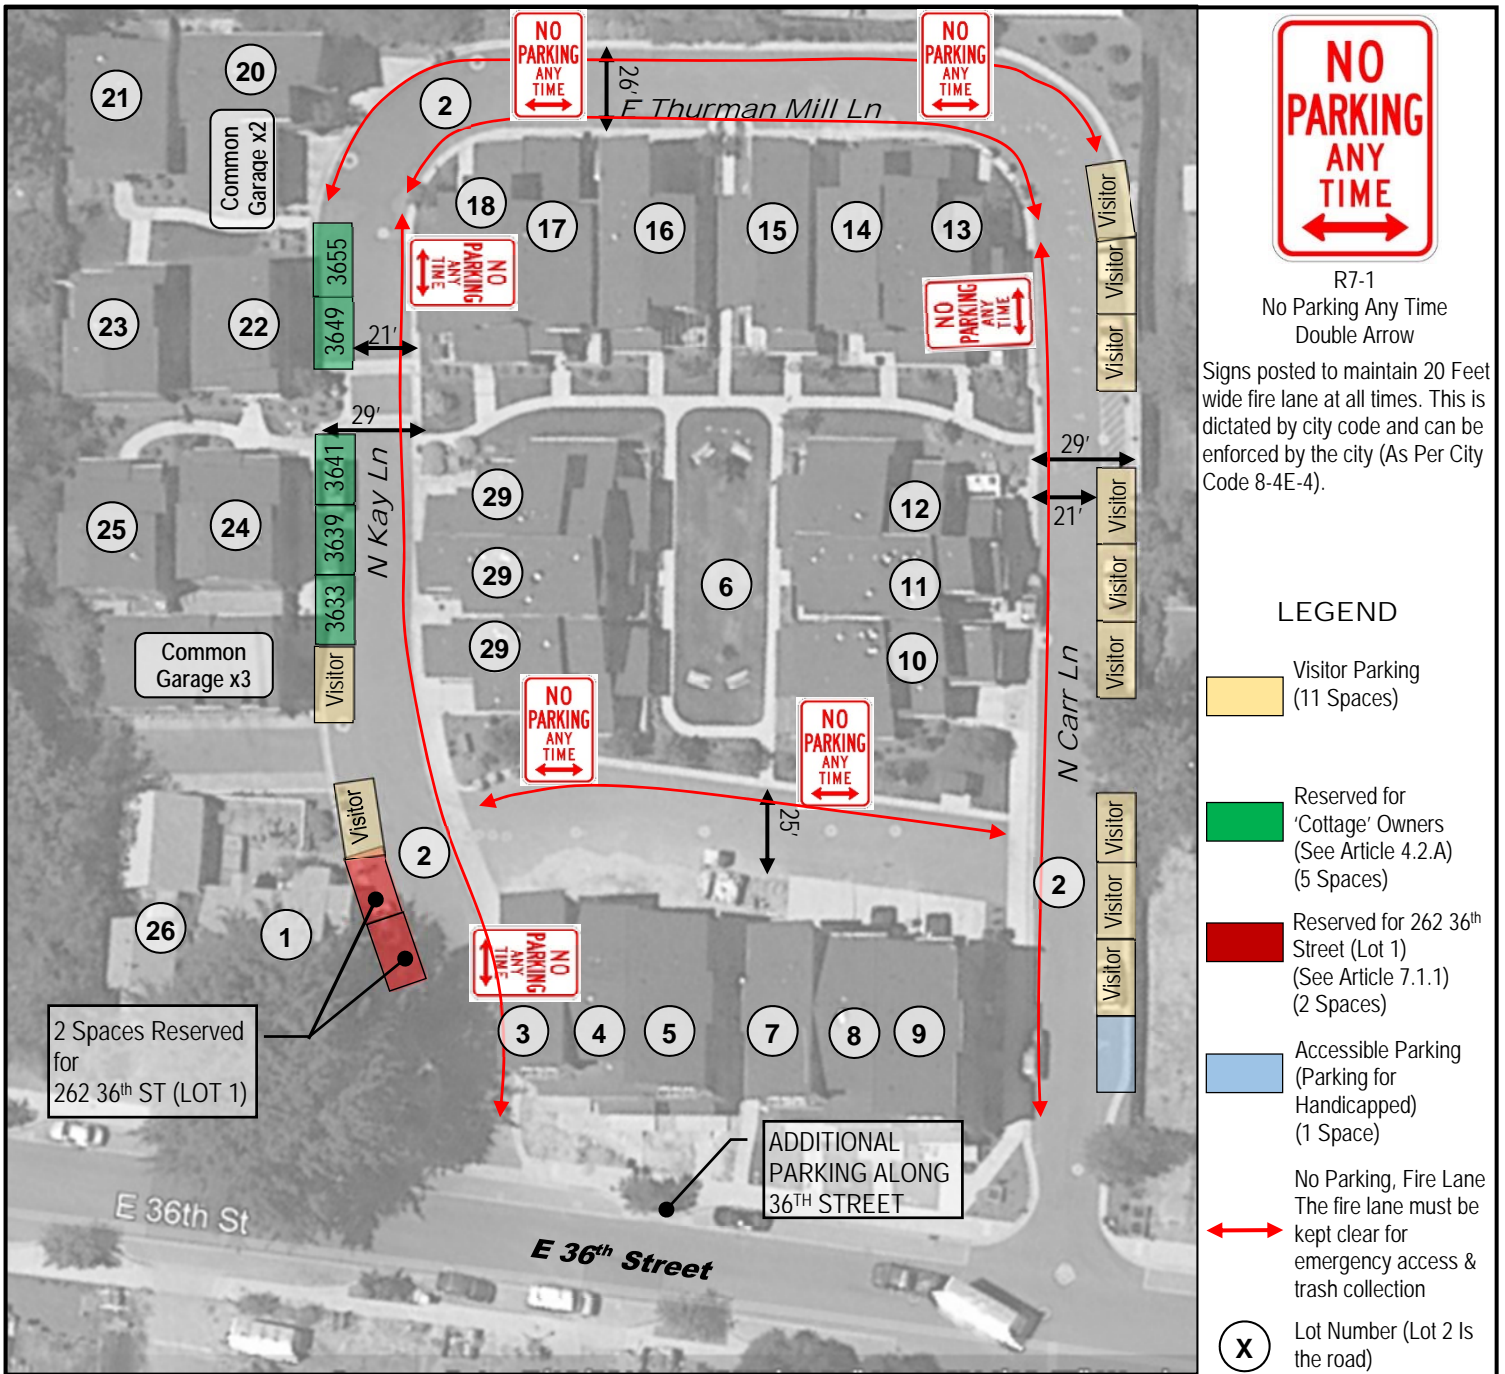 NO
PARKING
ANY
TIME
NO
PARKING
ANY
TIME
26'
E Thurman Mill Ln
21
20
2
Common
Garage x2
18
17
16
15
14
13
Visitor
Visitor
Visitor
3655
3649
NO
PARKING
ANY
TIME
NO
PARKING
ANY
TIME
23
22
21'
29'
3641
3639
3633
Visitor
N Kay Ln
25
24
Common
Garage x3
29
29
29
6
12
11
10
29'
21'
Visitor
Visitor
Visitor
N Carr Ln
NO
PARKING
ANY
TIME
NO
PARKING
ANY
TIME
25'
Visitor
2
2
Visitor
Visitor
Visitor
26
1
NO
PARKING
ANY
TIME
3
4
5
7
8
9
2 Spaces Reserved
for
262 36th ST (LOT 1)
ADDITIONAL
PARKING ALONG
36TH STREET
E 36th St
E 36th Street
NO
PARKING
ANY
TIME
R7-1
No Parking Any Time
Double Arrow
Signs posted to maintain 20 Feet
wide fire lane at all times. This is
dictated by city code and can be
enforced by the city (As Per City
Code 8-4E-4).
LEGEND
Visitor Parking
(11 Spaces)
Reserved for
'Cottage' Owners
(See Article 4.2.A)
(5 Spaces)
Reserved for 262 36th
Street (Lot 1)
(See Article 7.1.1)
(2 Spaces)
Accessible Parking
(Parking for
Handicapped)
(1 Space)
No Parking, Fire Lane
The fire lane must be
kept clear for
emergency access &
trash collection
X
Lot Number (Lot 2 Is
the road)